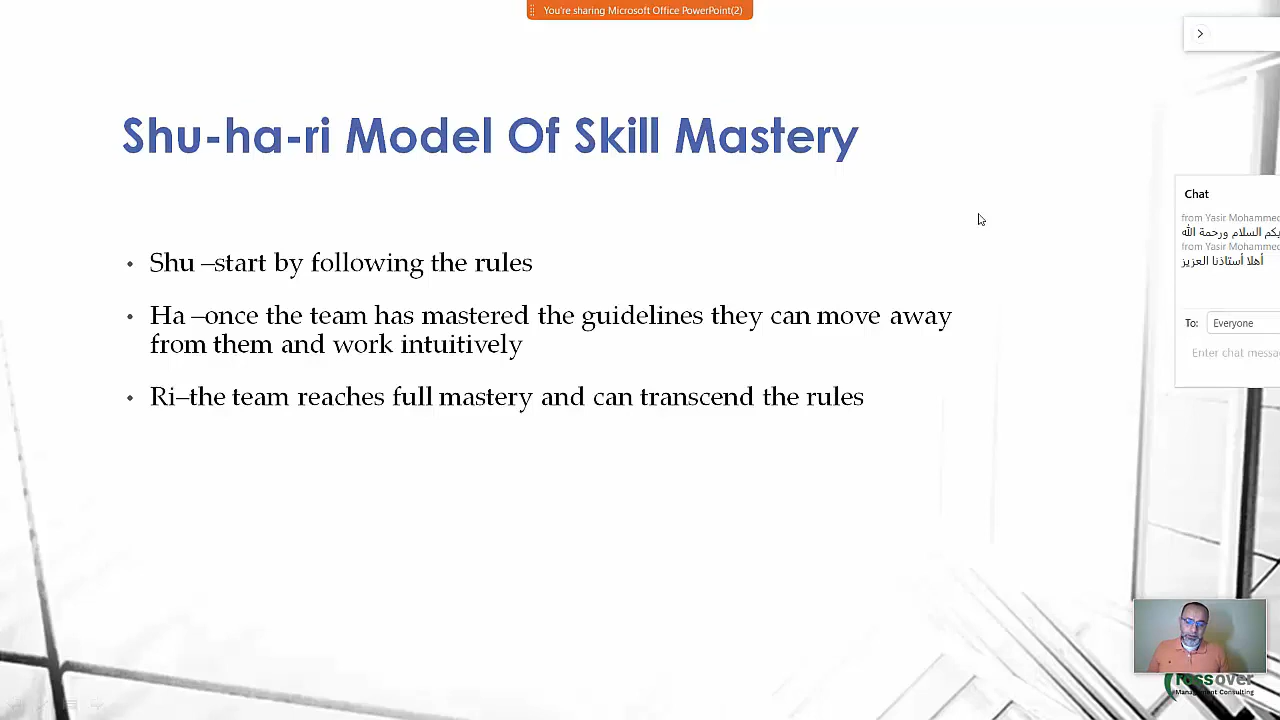 You're sharing Microsoft Office PowerPoint(2)
Shu-ha-ri Model Of Skill Mastery
• Shu –start by following the rules
• Ha –once the team has mastered the guidelines they can move away
from them and work intuitively
• Ri–the team reaches full mastery and can transcend the rules
Chat
from Yasir Mohammed
السلام ورحمة الله
from Yasir Mohammed
أهلا أستاذنا العزيز
To: Everyone
Enter chat
Management Consulting